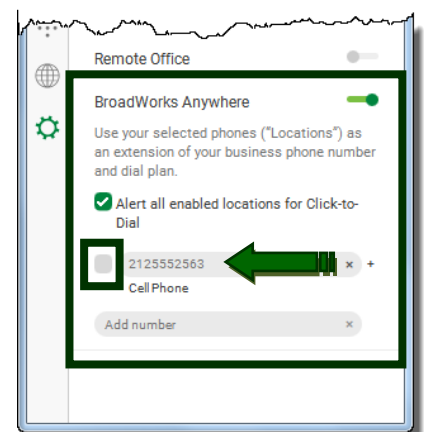 Remote Office
BroadWorks Anywhere
Use your selected phones ("Locations") as
an extension of your business phone number
and dial plan.
Alert all enabled locations for Click-to-
Dial
2125552563 × +
Cell Phone
Add number ×